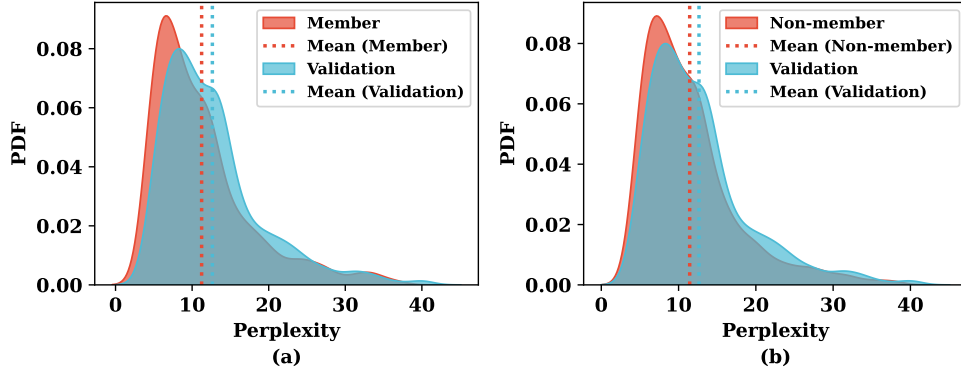 Member
Mean (Member)
Validation
Mean (Validation)
PDF
0.08
0.06
0.04
0.02
0.00
0
10
20
30
40
Perplexity
(a)
Non-member
Mean (Non-member)
Validation
Mean (Validation)
PDF
0.08
0.06
0.04
0.02
0.00
0
10
20
30
40
Perplexity
(b)